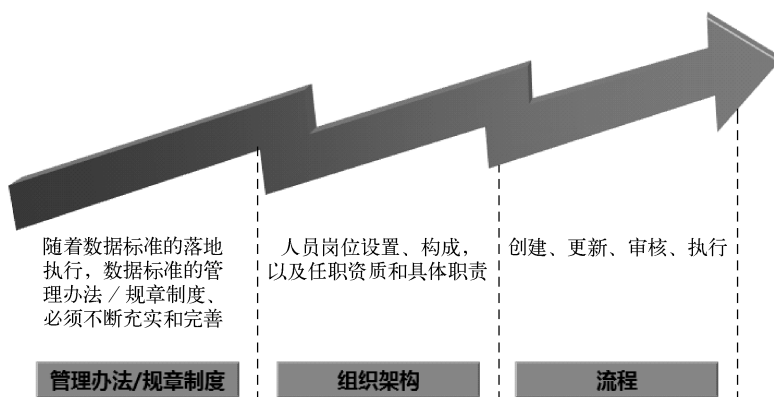 随着数据标准的落地
执行，数据标准的管
理办法/规章制度、
必须不断充实和完善
人员岗位设置、构成，
以及任职资质和具体职责
创建、更新、审核、执行
管理办法/规章制度
组织架构
流程